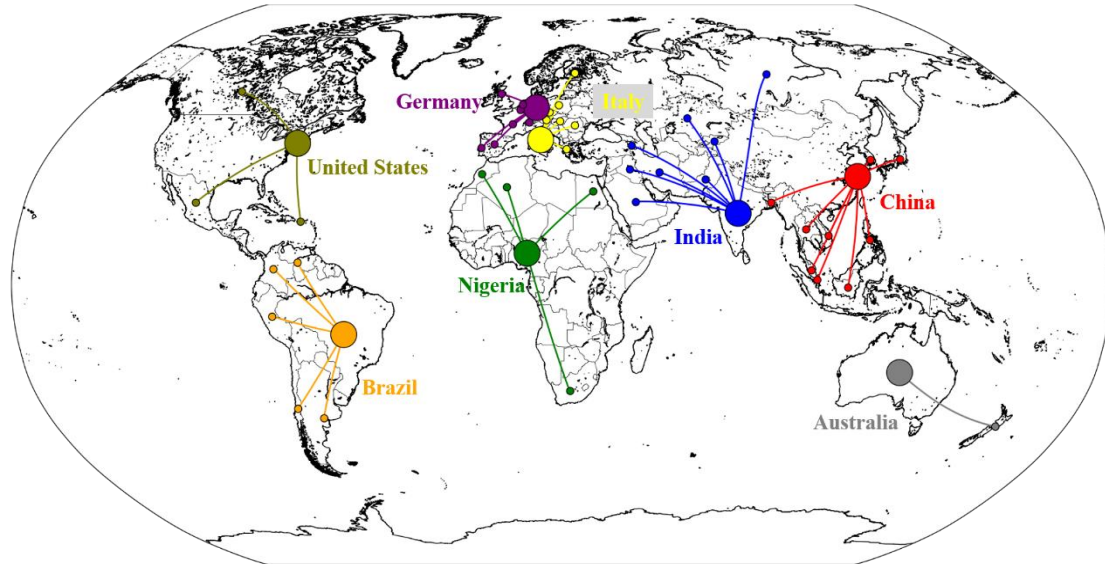 Germany
Italy
United States
China
India
Nigeria
Brazil
Australia